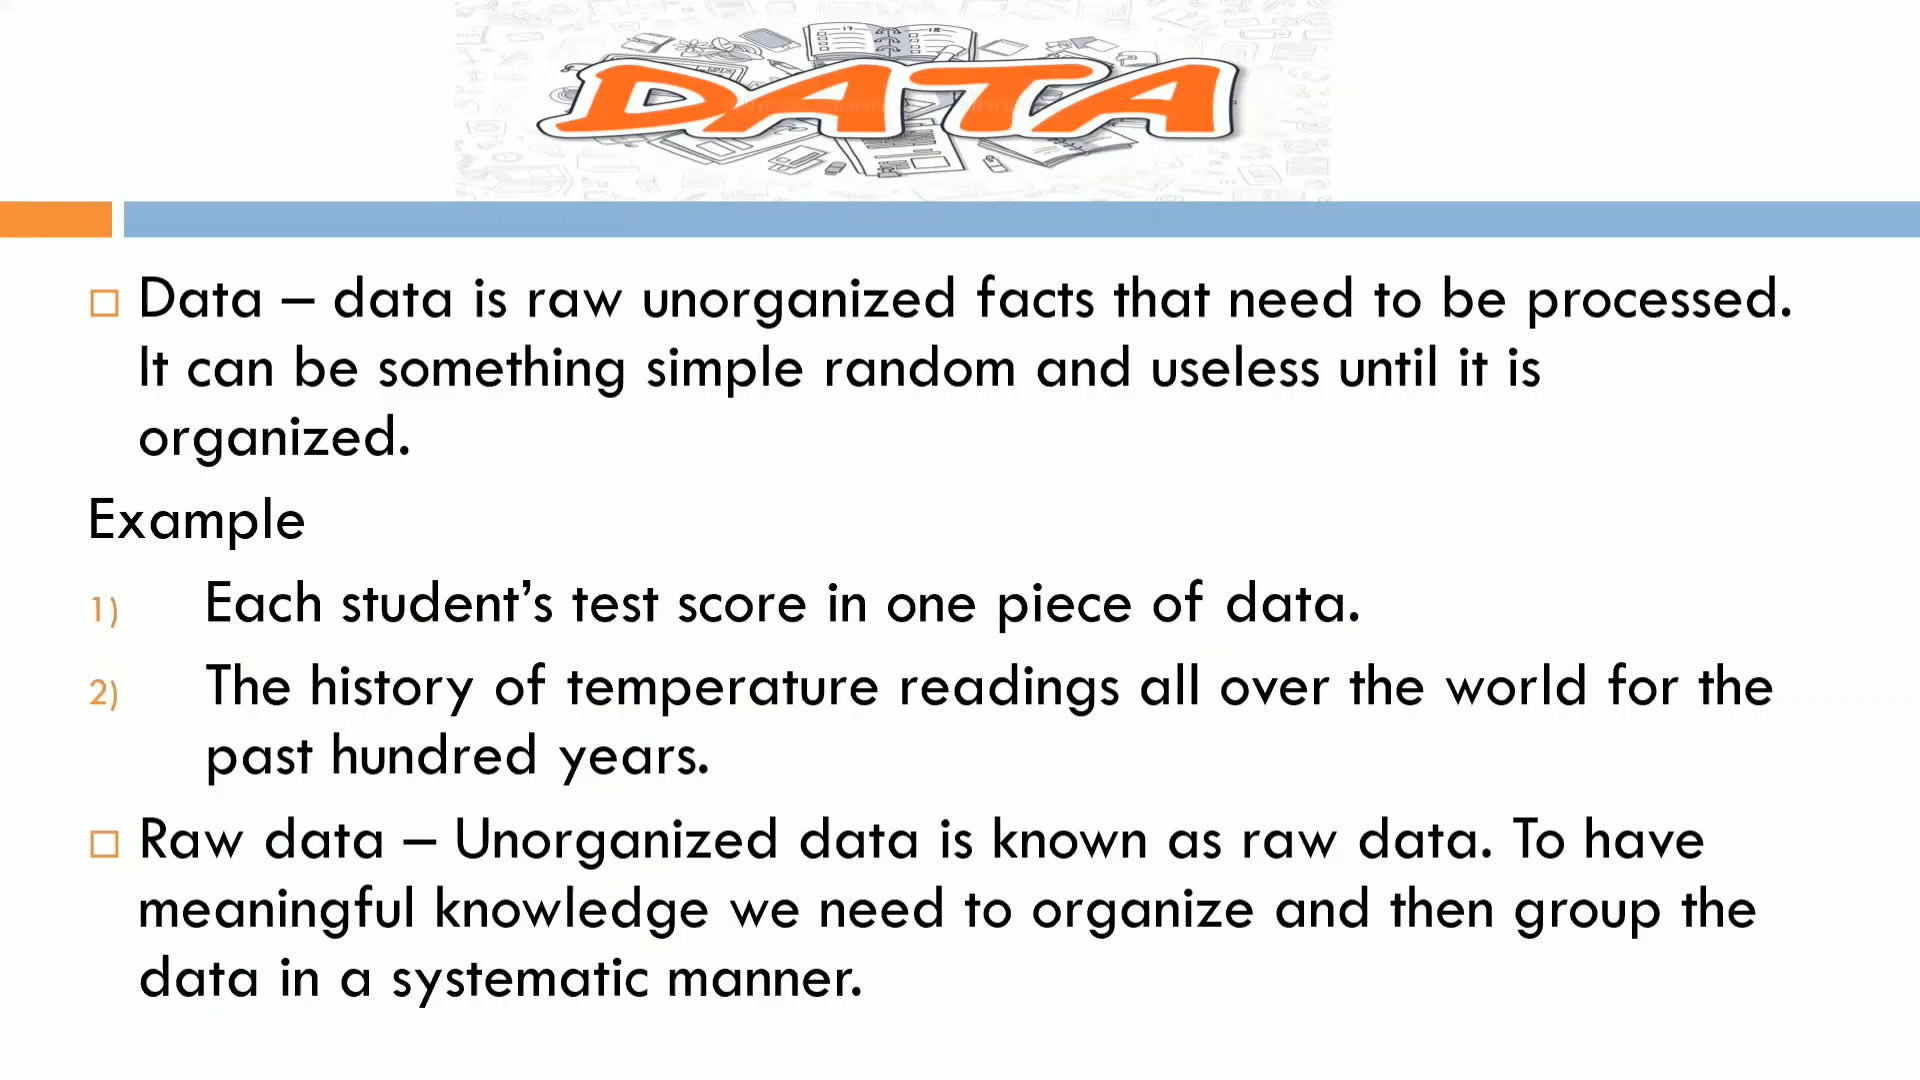 17 18
DATA
Data – data is raw unorganized facts that need to be processed.
It can be something simple random and useless until it is
organized.
Example
1) Each student’s test score in one piece of data.
2) The history of temperature readings all over the world for the
past hundred years.
Raw data – Unorganized data is known as raw data. To have
meaningful knowledge we need to organize and then group the
data in a systematic manner.